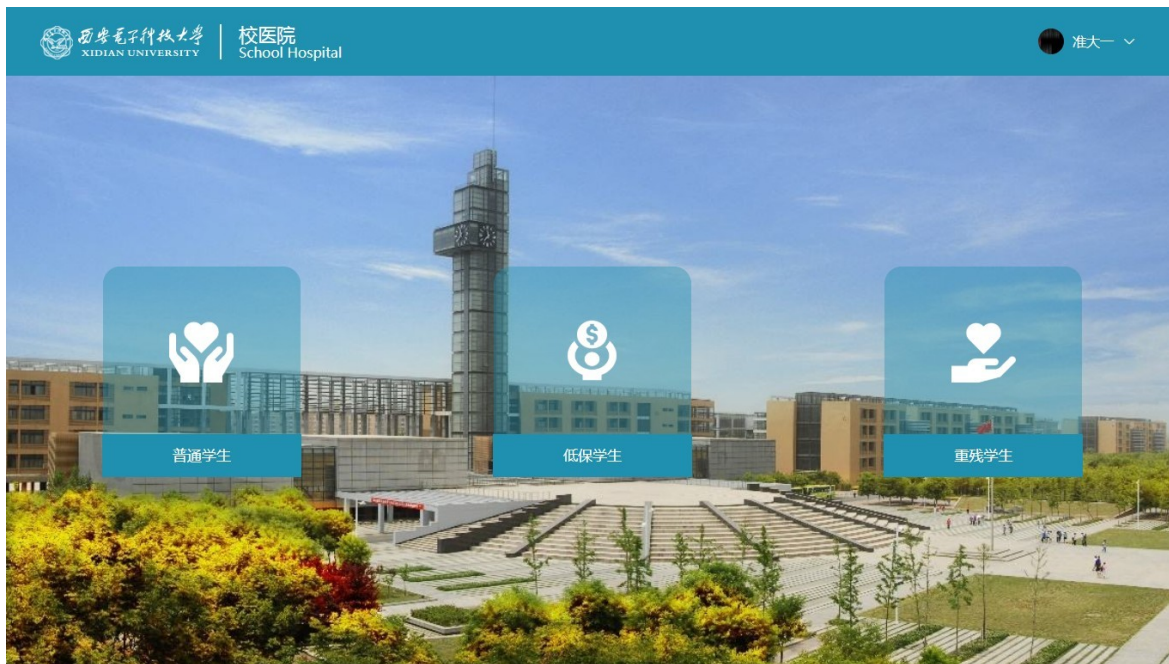 西安电子科技大学
XIDIAN UNIVERSITY
校医院
School Hospital
准大一
普通学生
低保学生
重残学生